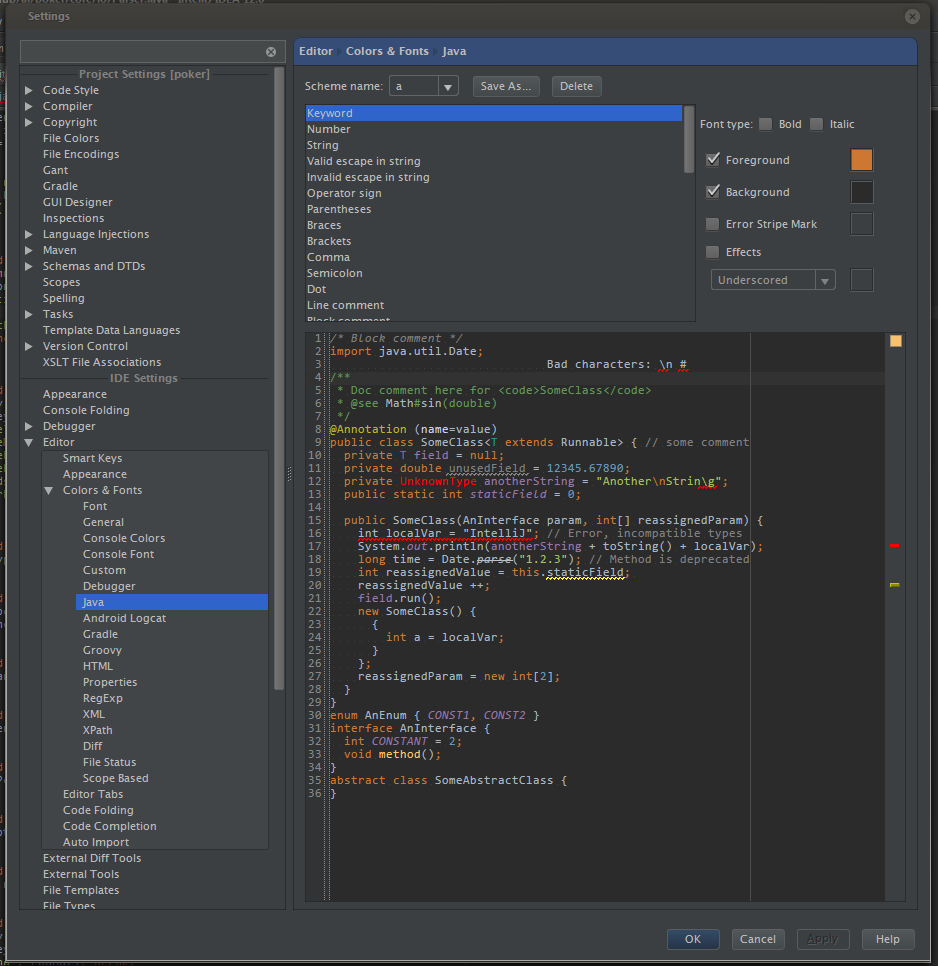 Settings
Project Settings [poker]
Code Style
Compiler
Copyright
File Colors
File Encodings
Gant
Gradle
GUI Designer
Inspections
Language Injections
Maven
Schemas and DTDs
Scopes
Spelling
Tasks
Template Data Languages
Version Control
XSLT File Associations
IDE Settings
Appearance
Console Folding
Debugger
Editor
Smart Keys
Appearance
Colors & Fonts
Font
General
Console Colors
Console Font
Custom
Debugger
Java
Android Logcat
Gradle
Groovy
HTML
Properties
RegExp
XML
XPath
Diff
File Status
Scope Based
Editor Tabs
Code Folding
Code Completion
Auto Import
External Diff Tools
External Tools
File Templates
File Types
Editor Colors & Fonts Java
Scheme name: a Save As... Delete
Keyword
Number
String
Valid escape in string
Invalid escape in string
Operator sign
Parentheses
Braces
Brackets
Comma
Semicolon
Dot
Line comment
Block comment
Font type: Bold Italic
Foreground
Background
Error Stripe Mark
Effects
Underscored
1 /* Block comment */
2 import java.util.Date;
3 Bad characters: \n #
4 /**
5 * Doc comment here for <code>SomeClass</code>
6 * @see Math#sin(double)
7 */
8 @Annotation (name=value)
9 public class SomeClass<T extends Runnable> { // some comment
10 private T field = null;
11 private double unusedField = 12345.67890;
12 private UnknownType anotherString = "Another\nStrin\g";
13 public static int staticField = 0;
14
15 public SomeClass(AnInterface param, int[] reassignedParam) {
16 int localVar = "IntelliJ"; // Error, incompatible types
17 System.out.println(anotherString + toString() + localVar);
18 long time = Date.parse("1.2.3"); // Method is deprecated
19 int reassignedValue = this.staticField;
20 reassignedValue ++;
21 field.run();
22 new SomeClass() {
23 {
24 int a = localVar;
25 }
26 };
27 reassignedParam = new int[2];
28 }
29 }
30 enum AnEnum { CONST1, CONST2 }
31 interface AnInterface {
32 int CONSTANT = 2;
33 void method();
34 }
35 abstract class SomeAbstractClass {
36 }
OK Cancel Apply Help